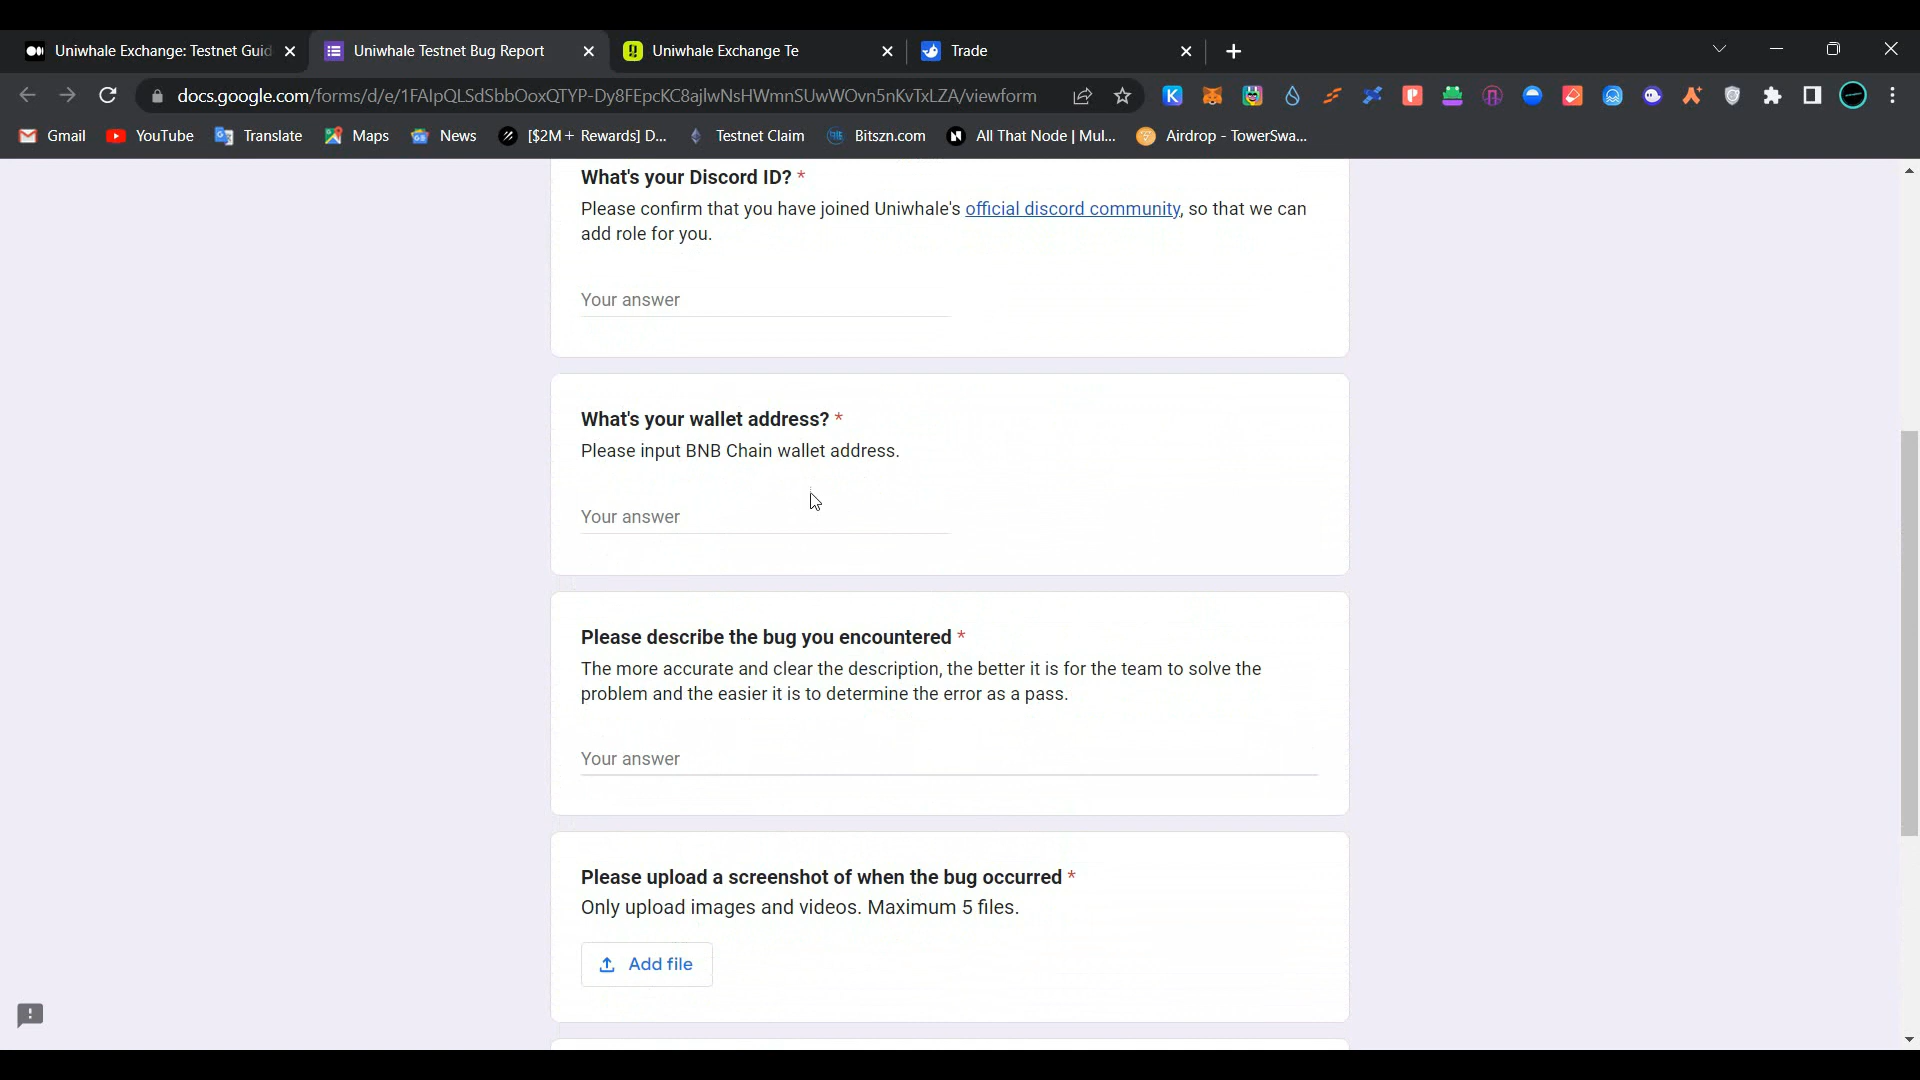 Uniwhale Exchange: Testnet Guid
Uniwhale Testnet Bug Report
Uniwhale Exchange Te
Trade
docs.google.com/forms/d/e/1FAIpQLSdSbbOoxQTYP-Dy8FEpcKC8ajlwNsHWmnSUwWOvn5nKvTxLZA/viewform
Gmail
YouTube
Translate
Maps
News
[$2M+ Rewards] D...
Testnet Claim
Bitszn.com
All That Node | Mul...
Airdrop - TowerSwa...
What's your Discord ID? *
Please confirm that you have joined Uniwhale's official discord community, so that we can
add role for you.
Your answer
What's your wallet address? *
Please input BNB Chain wallet address.
Your answer
Please describe the bug you encountered *
The more accurate and clear the description, the better it is for the team to solve the
problem and the easier it is to determine the error as a pass.
Your answer
Please upload a screenshot of when the bug occurred *
Only upload images and videos. Maximum 5 files.
Add file